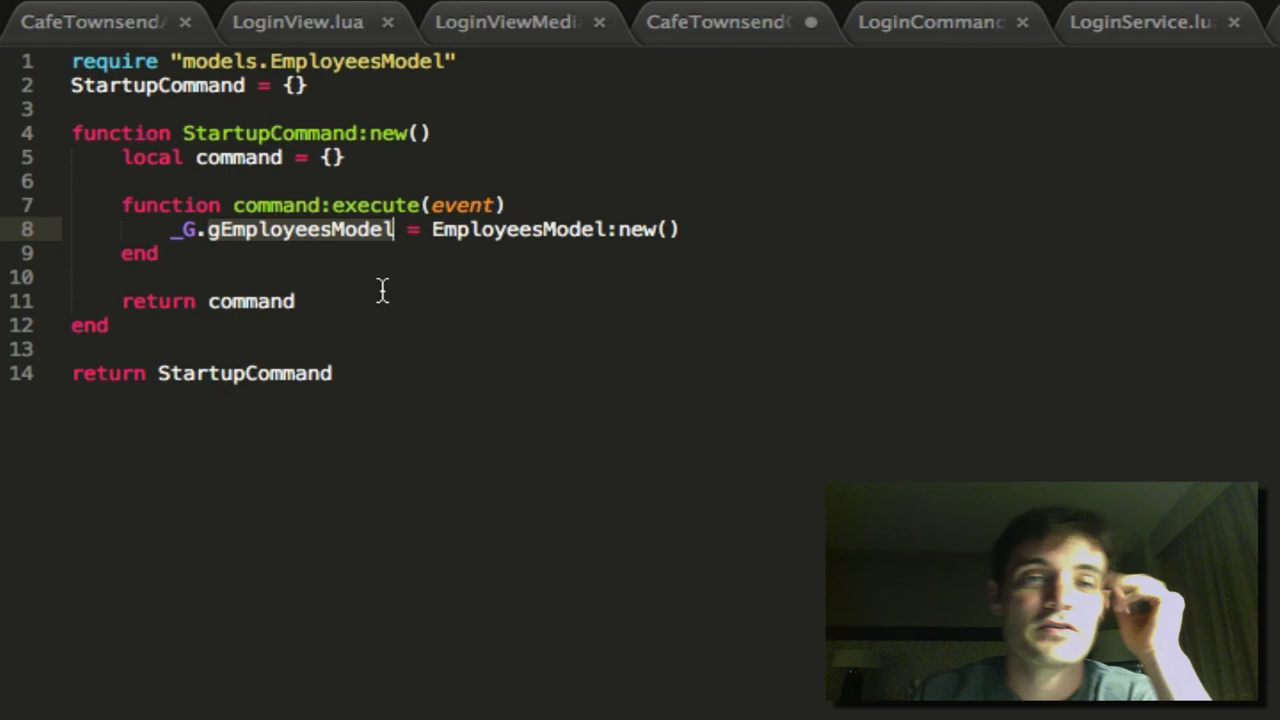 CafeTownsend
LoginView.lua
LoginViewMedi
CafeTownsend
LoginComman
LoginService.lu
1 require "models.EmployeesModel"
2 StartupCommand = {}
3
4 function StartupCommand:new()
5 local command = {}
6
7 function command:execute(event)
8 _G.gEmployeesModel = EmployeesModel:new()
9 end
10
11 return command
12 end
13
14 return StartupCommand